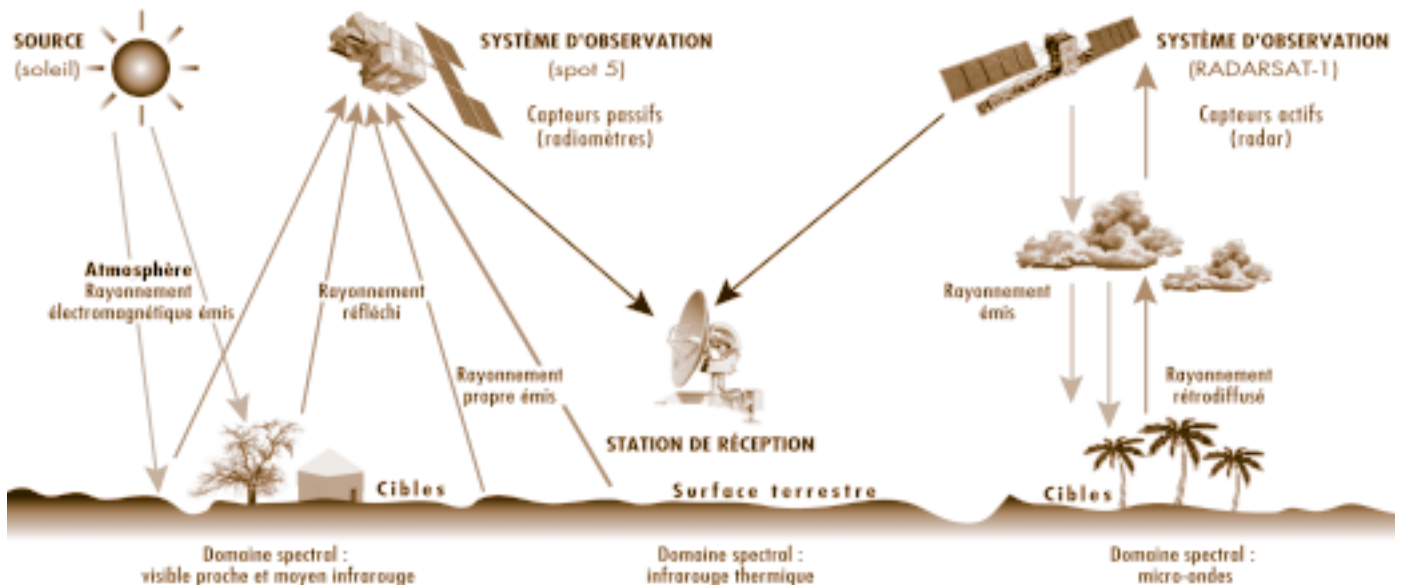 SOURCE
(soleil)
SYSTÈME D'OBSERVATION
(spot 5)
Capteurs passifs
(radiomètres)
SYSTÈME D'OBSERVATION
(RADARSAT-1)
Capteurs actifs
(radar)
Atmosphère
Rayonnement
électromagnétique émis
Rayonnement
réfléchi
Rayonnement
propre émis
Rayonnement
émis
Rayonnement
rétrodiffusé
STATION DE RÉCEPTION
Cibles
Surface terrestre
Cibles
Domaine spectral :
visible proche et moyen infrarouge
Domaine spectral :
infrarouge thermique
Domaine spectral :
micro-ondes